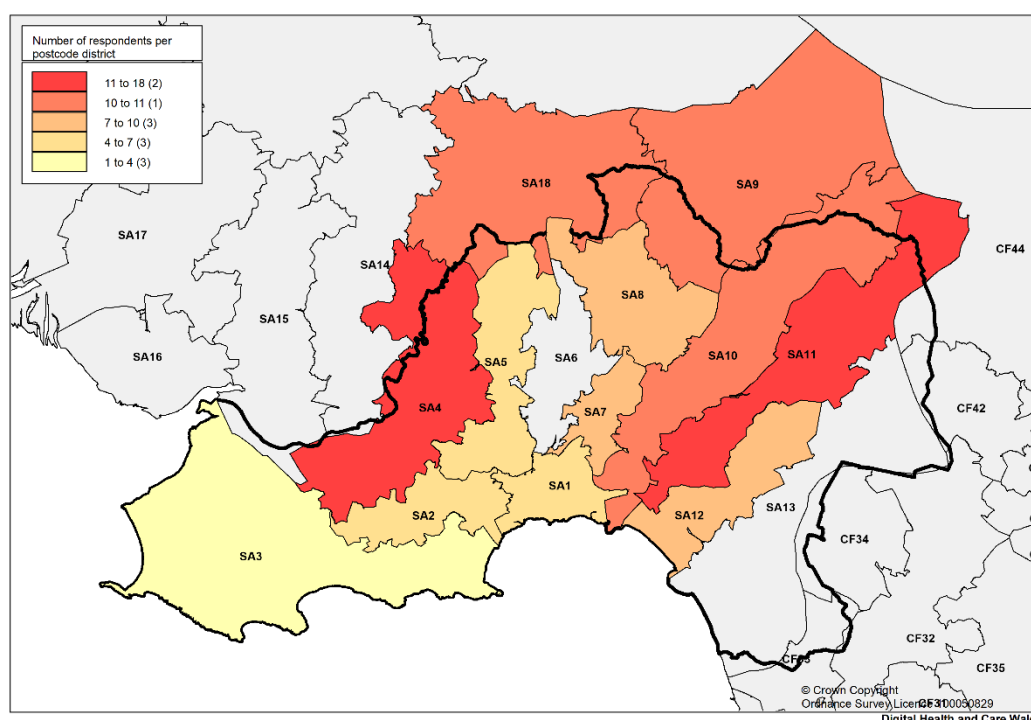 Number of respondents per
postcode district
11 to 18 (2)
10 to 11 (1)
7 to 10 (3)
4 to 7 (3)
1 to 4 (3)
SA18
SA9
SA17
CF44
SA14
SA15
SA8
SA16
SA5
SA6
SA10
SA11
SA4
SA7
CF42
SA1
SA2
SA12
SA13
SA3
CF34
CF32
CF35
© Crown Copyright
Ordnance Survey Licence 100050829
CF31
Digital Health and Care Wal